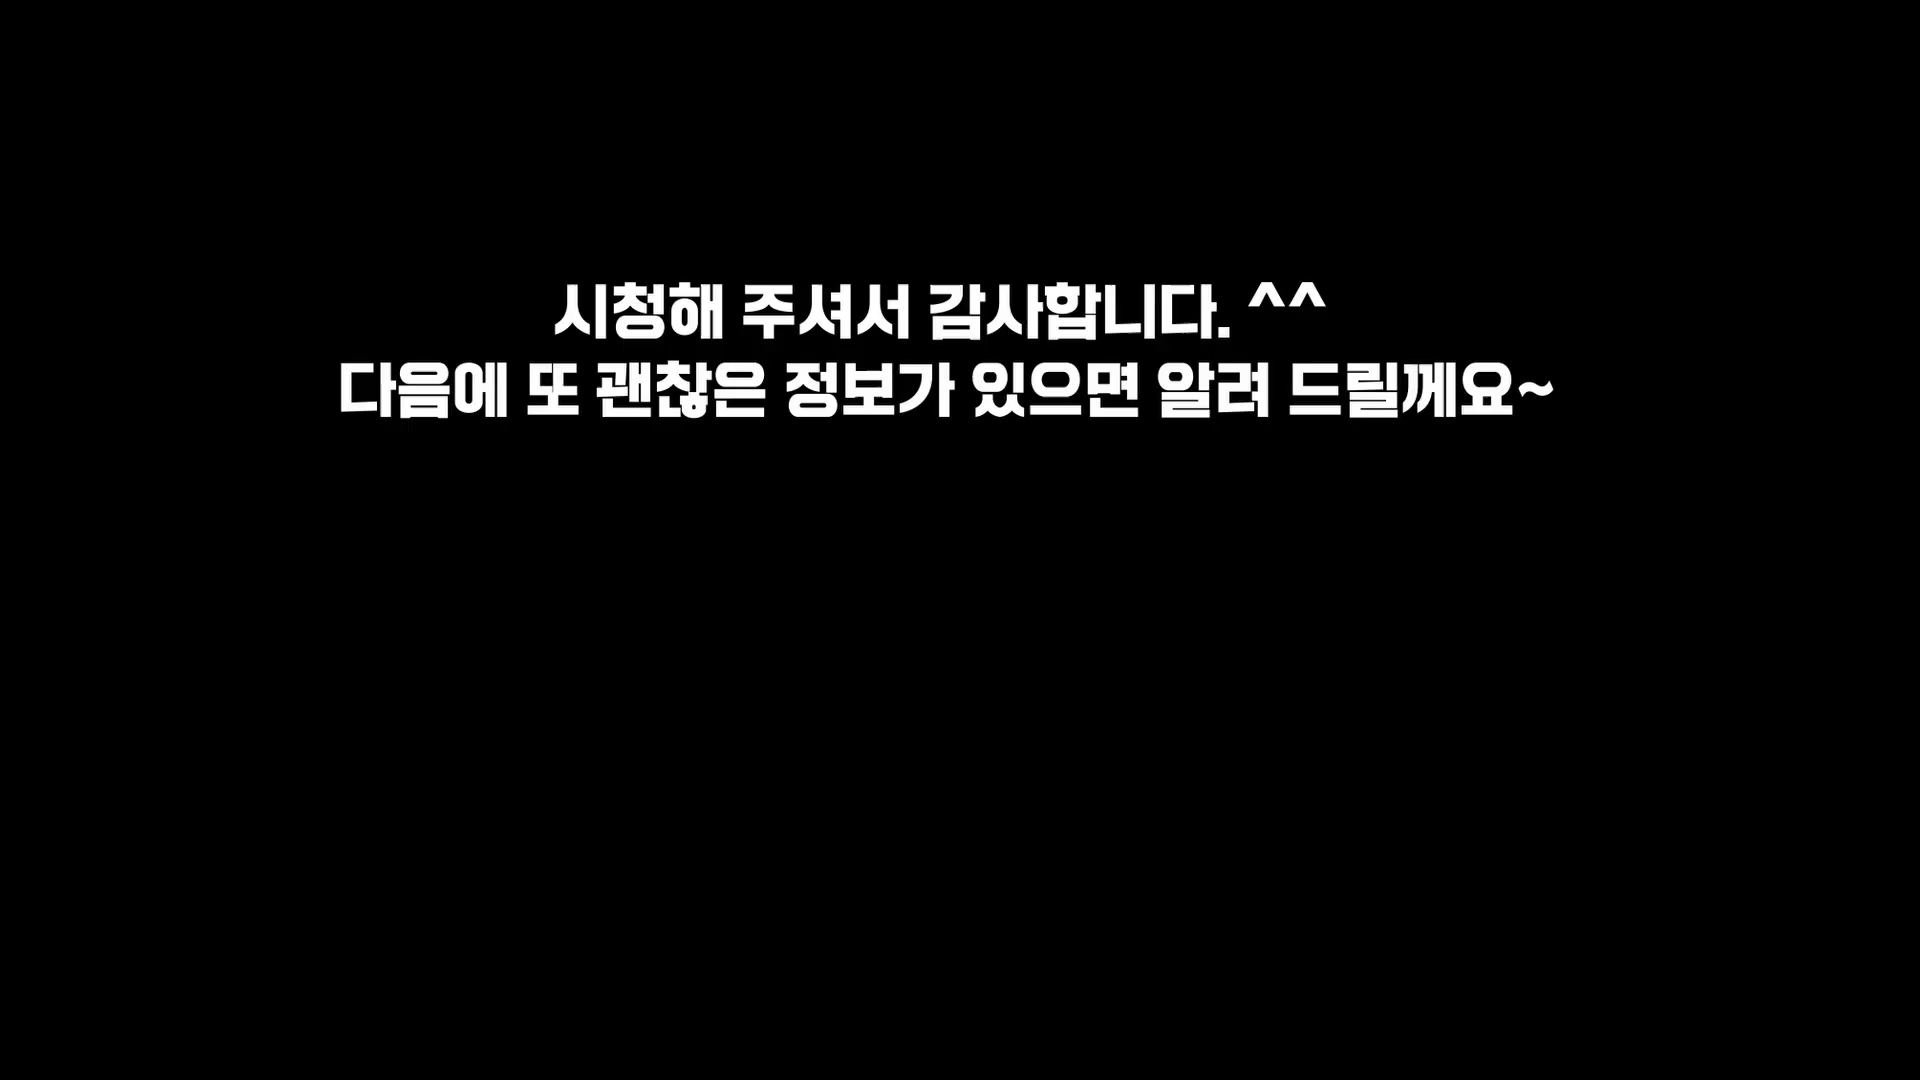 시청해 주셔서 감사합니다. ^^
다음에 또 괜찮은 정보가 있으면 알려 드릴께요~